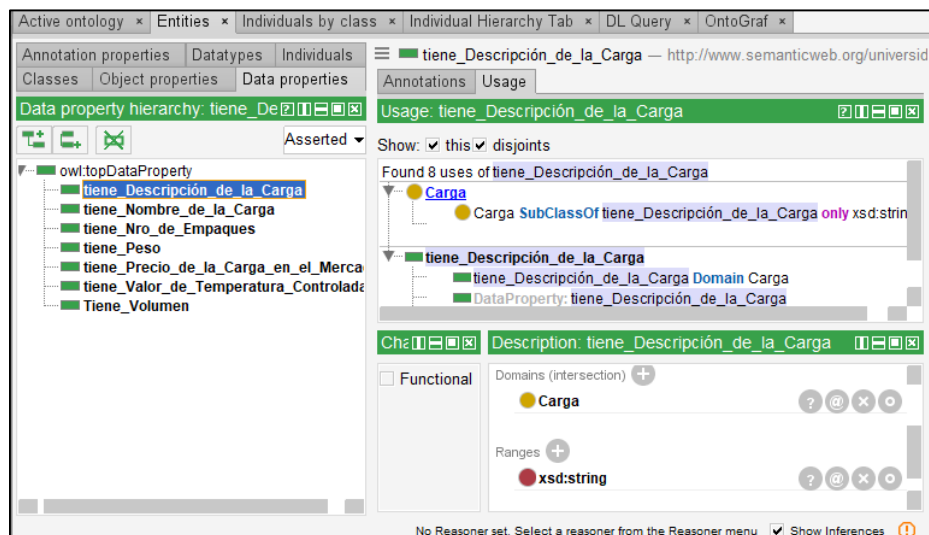 Active ontology × Entities × Individuals by class × Individual Hierarchy Tab × DL Query × OntoGraf ×
Annotation properties Datatypes Individuals
Classes Object properties Data properties
Data property hierarchy: tiene_De
Asserted
owl:topDataProperty
tiene_Descripción_de_la_Carga
tiene_Nombre_de_la_Carga
tiene_Nro_de_Empaques
tiene_Peso
tiene_Precio_de_la_Carga_en_el_Merca
tiene_Valor_de_Temperatura_Controlada
Tiene_Volumen
tiene_Descripción_de_la_Carga — http://www.semanticweb.org/universid
Annotations Usage
Usage: tiene_Descripción_de_la_Carga
Show: this disjoints
Found 8 uses of tiene_Descripción_de_la_Carga
Carga
Carga SubClassOf tiene_Descripción_de_la_Carga only xsd:strin
tiene_Descripción_de_la_Carga
tiene_Descripción_de_la_Carga Domain Carga
DataProperty: tiene_Descripción_de_la_Carga
Cha
Functional
Description: tiene_Descripción_de_la_Carga
Domains (intersection)
Carga
Ranges
xsd:string
No Reasoner set. Select a reasoner from the Reasoner menu Show Inferences